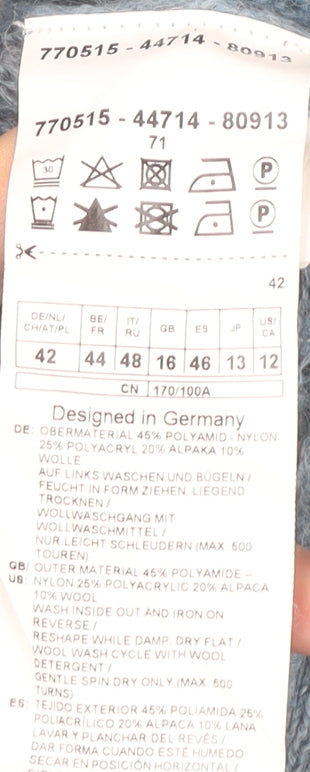 770515 - 44714 - 80913
770515 - 44714 - 80913
71
30
P
P
42
DE/NL/ CH/AT/PL BE/ FR IT/ RU GB ES JP US/ CA
42 44 48 16 46 13 12
CN 170/100A
Designed in Germany
DE: OBERMATERIAL 45% POLYAMID - NYLON
25% POLYACRYL 20% ALPAKA 10%
WOLLE
AUF LINKS WASCHEN UND BÜGELN /
FEUCHT IN FORM ZIEHEN, LIEGEND
TROCKNEN /
WOLLWASCHGANG MIT
WOLLWASCHMITTEL /
NUR LEICHT SCHLEUDERN (MAX. 500
TOUREN)
GB/ OUTER MATERIAL 45% POLYAMIDE –
US: NYLON 25% POLYACRYLIC 20% ALPACA
10% WOOL
WASH INSIDE OUT AND IRON ON
REVERSE /
RESHAPE WHILE DAMP. DRY FLAT /
WOOL WASH CYCLE WITH WOOL
DETERGENT /
GENTLE SPIN DRY ONLY (MAX. 500
TURNS)
ES: TEJIDO EXTERIOR 45% POLIAMIDA 25%
POLIACRÍLICO 20% ALPACA 10% LANA
LAVAR Y PLANCHAR DEL REVÉS /
DAR FORMA CUANDO ESTÉ HÚMEDO
SECAR EN POSICIÓN HORIZONTAL /